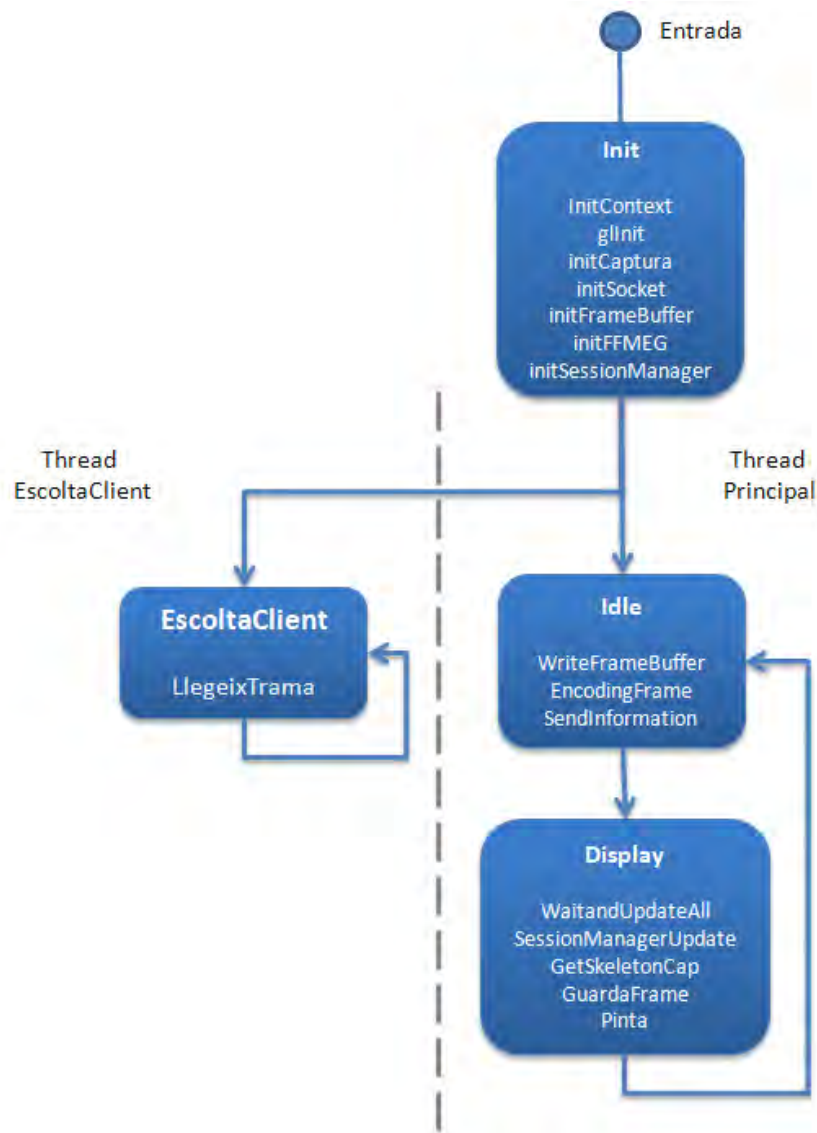 Entrada
Init
InitContext
glInit
initCaptura
initSocket
initFrameBuffer
initFFMEG
initSessionManager
Thread
EscoltaClient
Thread
Principal
EscoltaClient
LlegeixTrama
Idle
WriteFrameBuffer
EncodingFrame
SendInformation
Display
WaitandUpdateAll
SessionManagerUpdate
GetSkeletonCap
GuardaFrame
Pinta